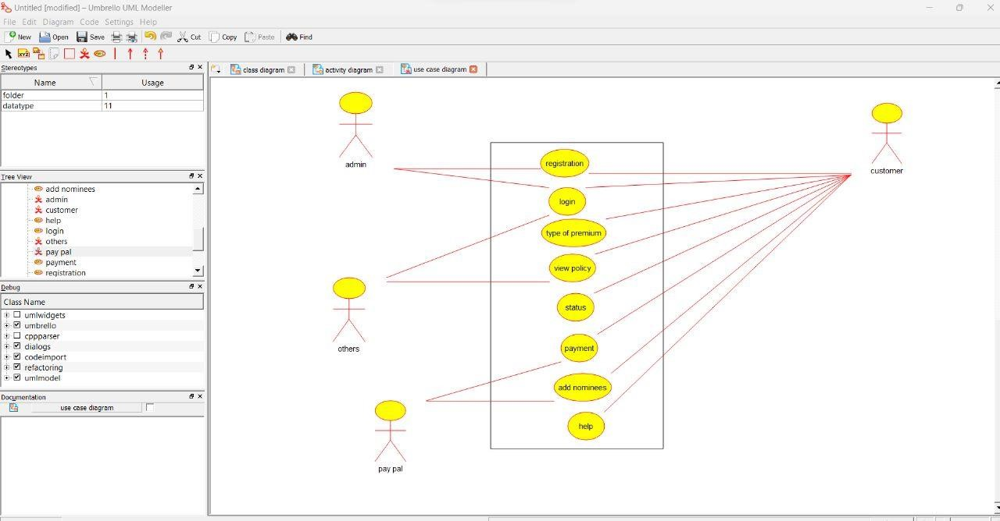 Untitled [modified] – Umbrello UML Modeller
File Edit Diagram Code Settings Help
New Open Save Cut Copy Paste Find
XYZ
Stereotypes
Name Usage
folder 1
datatype 11
Tree View
add nominees
admin
customer
help
login
others
pay pal
payment
registration
Debug
Class Name
umlwidgets
umbrello
cppparser
dialogs
codeimport
refactoring
umlmodel
Documentation
use case diagram
class diagram activity diagram use case diagram
admin
customer
registration
login
type of premium
view policy
status
others
payment
add nominees
help
pay pal